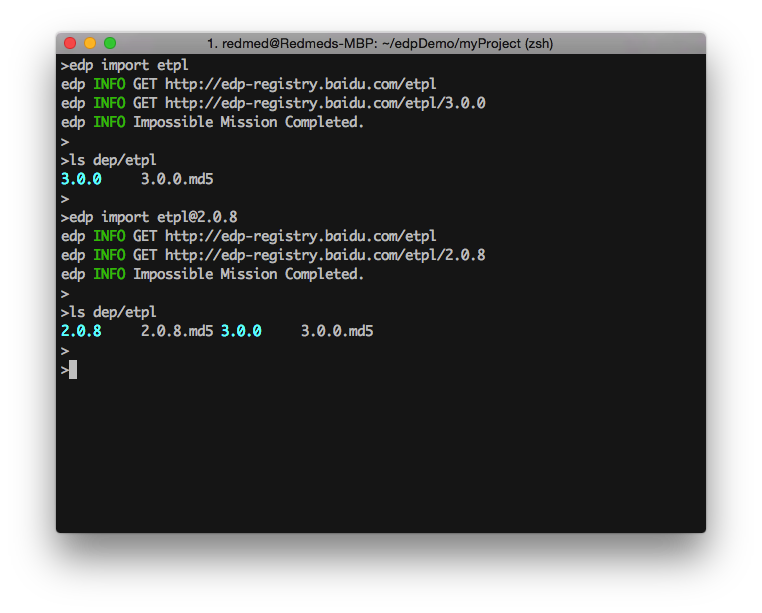 1. redmed@Redmeds-MBP: ~/edpDemo/myProject (zsh)
>edp import etpl
edp INFO GET http://edp-registry.baidu.com/etpl
edp INFO GET http://edp-registry.baidu.com/etpl/3.0.0
edp INFO Impossible Mission Completed.
>
>ls dep/etpl
3.0.0     3.0.0.md5
>
>edp import etpl@2.0.8
edp INFO GET http://edp-registry.baidu.com/etpl
edp INFO GET http://edp-registry.baidu.com/etpl/2.0.8
edp INFO Impossible Mission Completed.
>
>ls dep/etpl
2.0.8     2.0.8.md5 3.0.0     3.0.0.md5
>
>